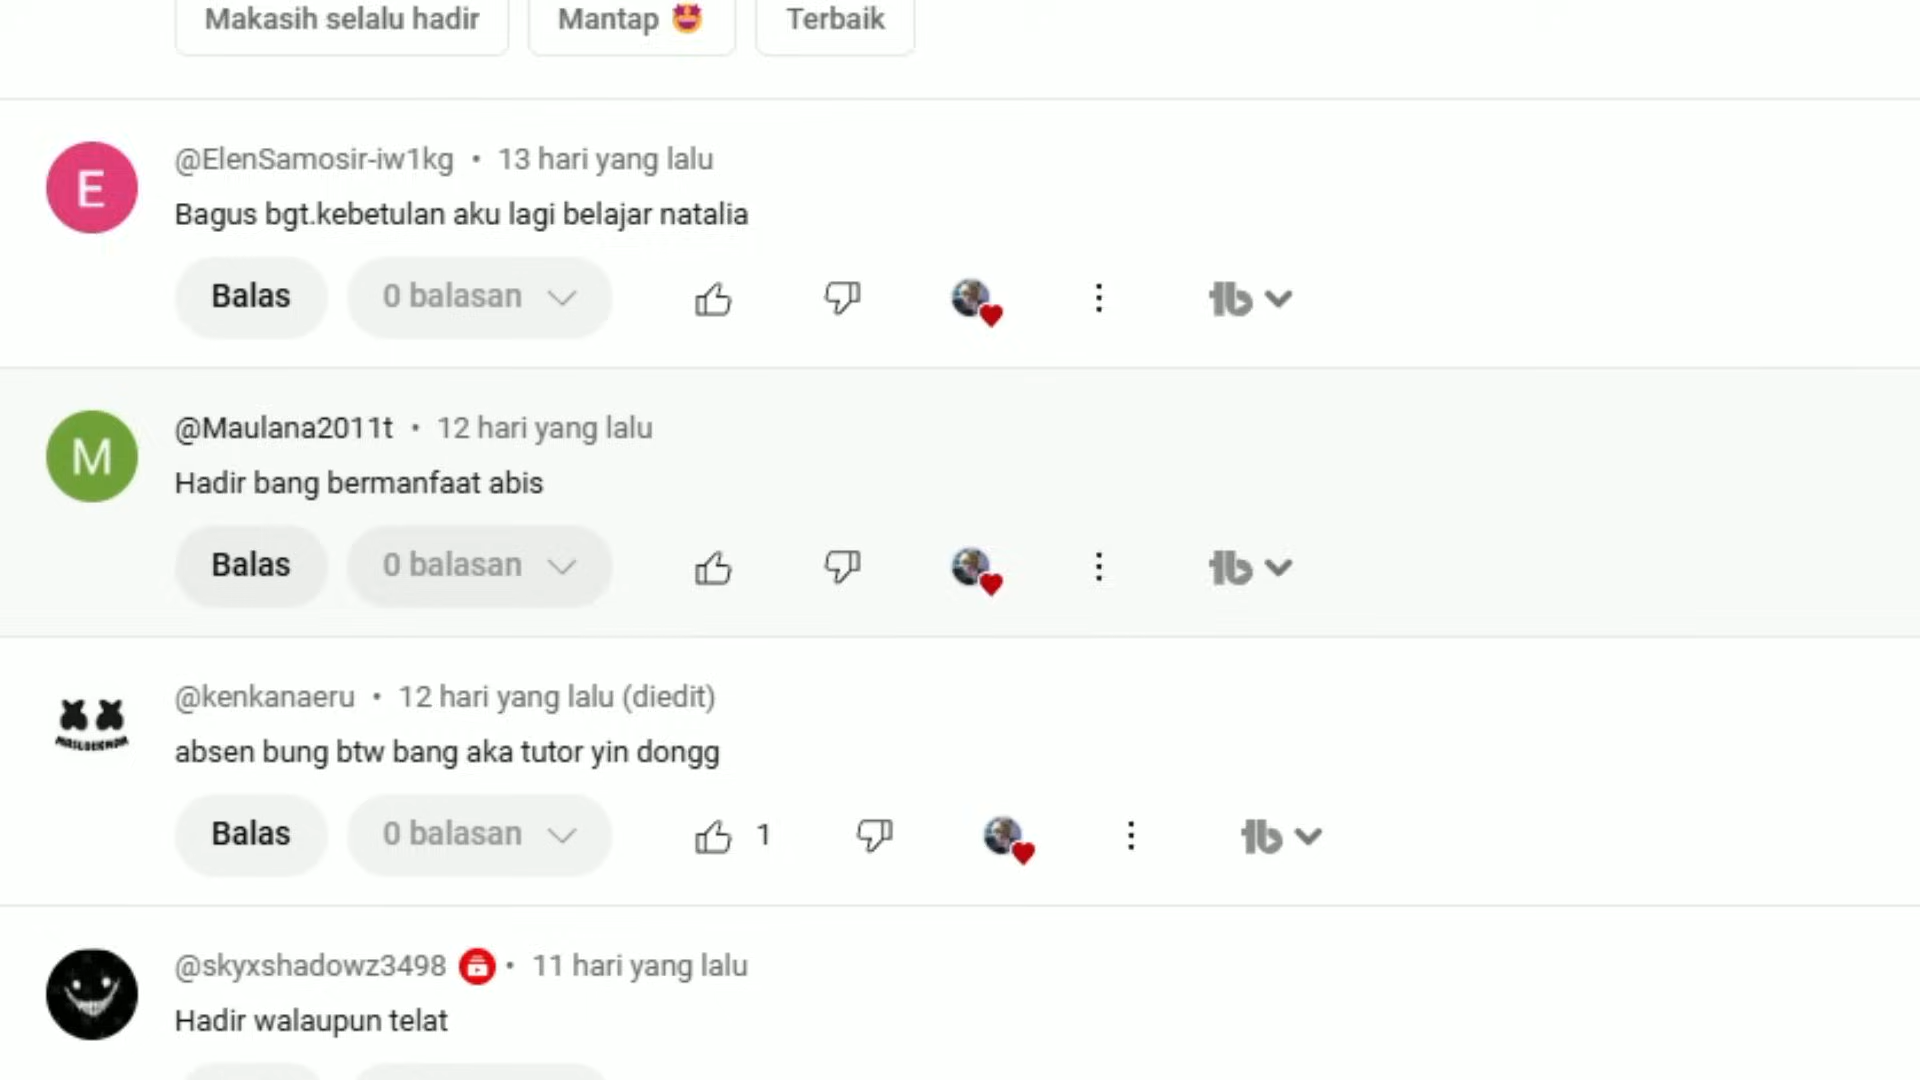 Makasih selalu hadir
Mantap 🤩
Terbaik
E
@ElenSamosir-iw1kg • 13 hari yang lalu
Bagus bgt.kebetulan aku lagi belajar natalia
Balas
0 balasan
M
@Maulana2011t • 12 hari yang lalu
Hadir bang bermanfaat abis
Balas
0 balasan
@kenkanaeru • 12 hari yang lalu (diedit)
absen bung btw bang aka tutor yin dongg
Balas
0 balasan
1
@skyxshadowz3498 • 11 hari yang lalu
Hadir walaupun telat